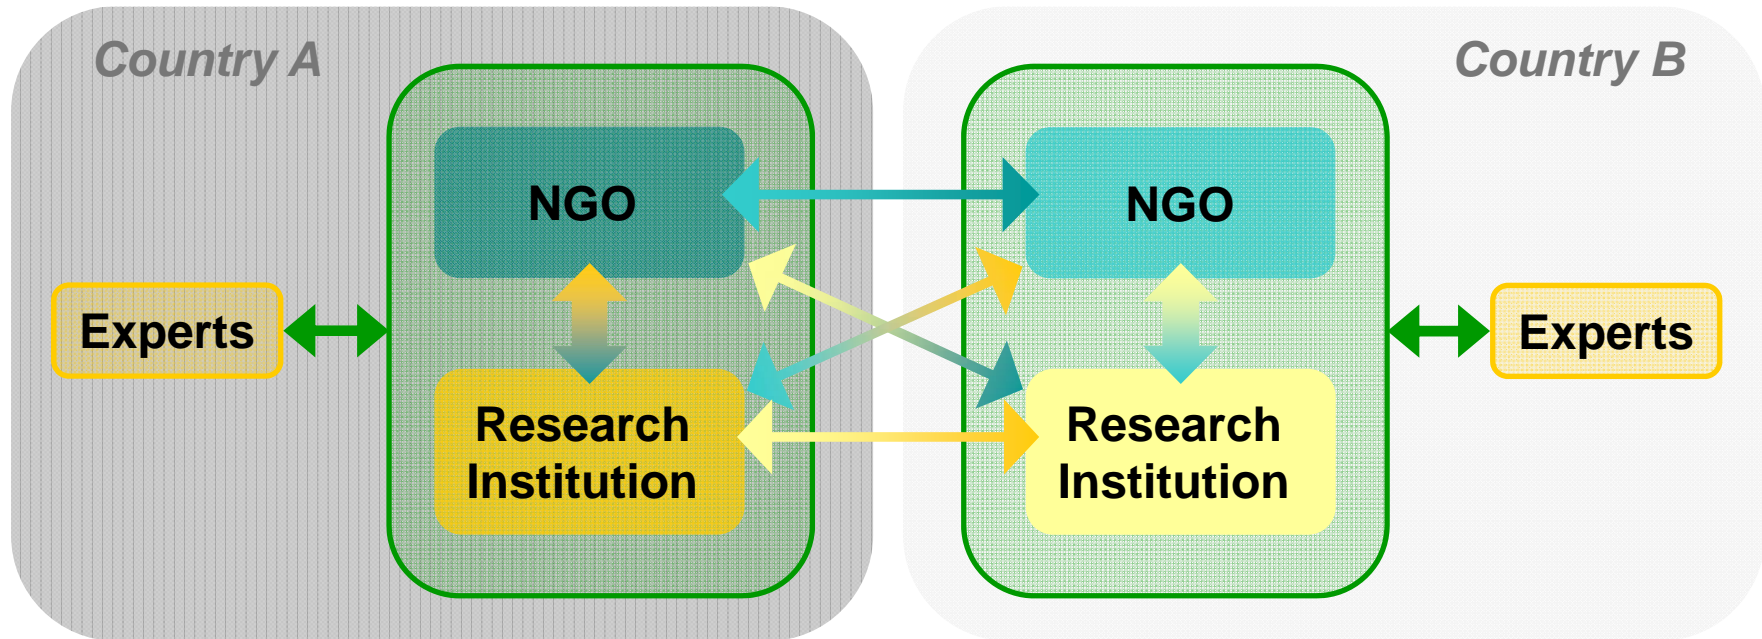 Country A
Country B
NGO
NGO
Experts
Experts
Research
Institution
Research
Institution